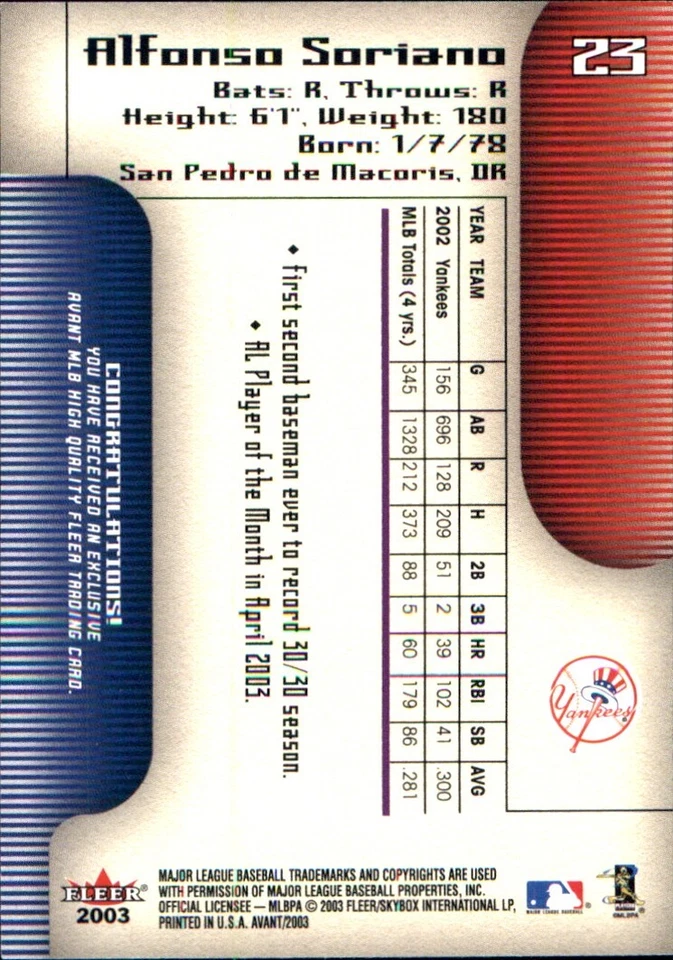 23
Alfonso Soriano
Bats: R, Throws: R
Height: 6'1", Weight: 180
Born: 1/7/78
San Pedro de Macoris, DR
YEAR TEAM G AB R H 2B 3B HR RBI SB AVG
2002 Yankees 156 696 128 209 51 2 39 102 41 .300
MLB Totals (4 yrs.) 345 1328 212 373 88 5 60 179 86 .281
♦ First second baseman ever to record 30/30 season.
♦ AL Player of the Month in April 2003.
CONGRATULATIONS!
YOU HAVE RECEIVED AN EXCLUSIVE
AVANT MLB HIGH QUALITY FLEER TRADING CARD.
Yankees
FLEER®
2003
MAJOR LEAGUE BASEBALL TRADEMARKS AND COPYRIGHTS ARE USED
WITH PERMISSION OF MAJOR LEAGUE BASEBALL PROPERTIES, INC.
OFFICIAL LICENSEE — MLBPA © 2003 FLEER/SKYBOX INTERNATIONAL LP,
PRINTED IN U.S.A. AVANT/2003
MAJOR LEAGUE BASEBALL